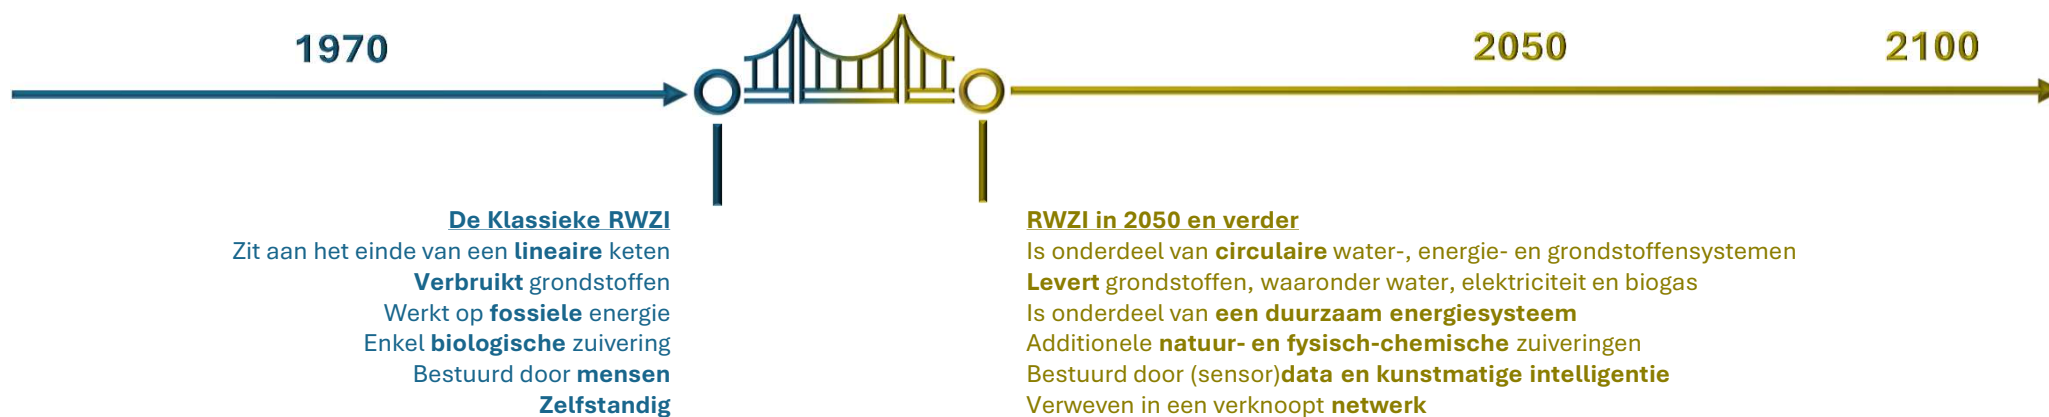 1970
2050
2100
De Klassieke RWZI
Zit aan het einde van een lineaire keten
Verbruikt grondstoffen
Werkt op fossiele energie
Enkel biologische zuivering
Bestuurd door mensen
Zelfstandig
RWZI in 2050 en verder
Is onderdeel van circulaire water-, energie- en grondstoffensystemen
Levert grondstoffen, waaronder water, elektriciteit en biogas
Is onderdeel van een duurzaam energiesysteem
Additionele natuur- en fysisch-chemische zuiveringen
Bestuurd door (sensor)data en kunstmatige intelligentie
Verweven in een verknoopt netwerk